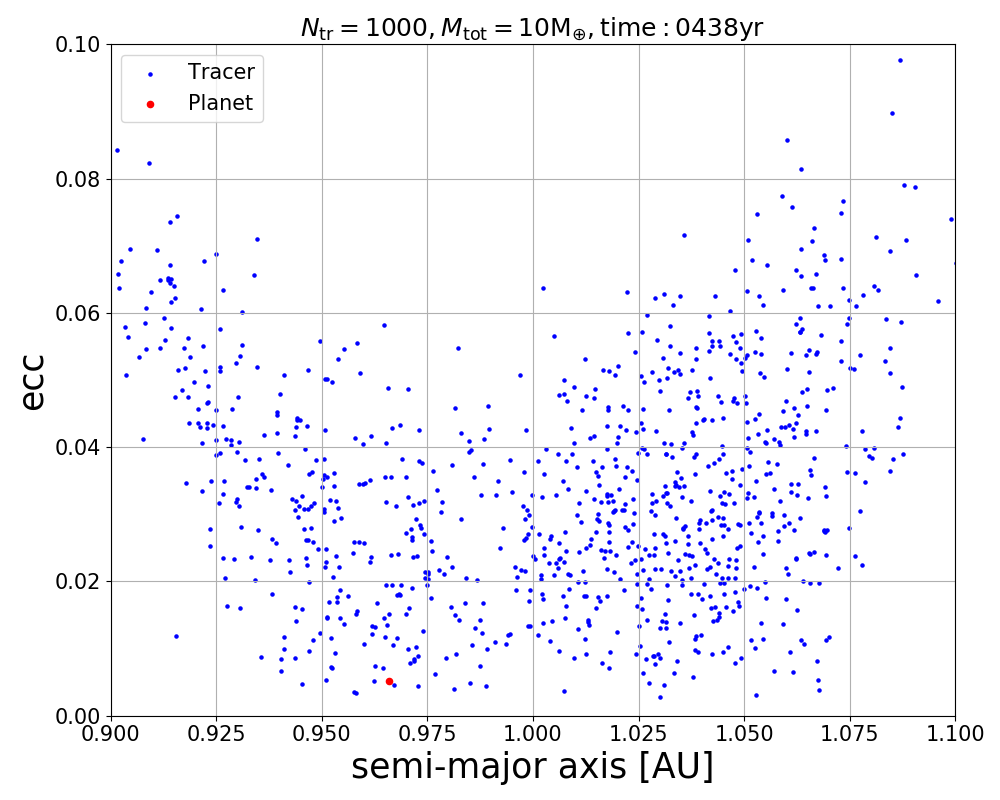 N_tr = 1000, M_tot = 10M_⊕, time : 0438yr
0.10
Tracer
Planet
0.08
0.06
ecc
0.04
0.02
0.00
0.900 0.925 0.950 0.975 1.000 1.025 1.050 1.075 1.100
semi-major axis [AU]